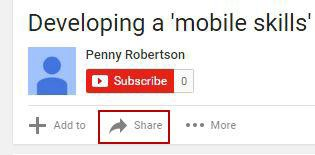 Developing a 'mobile skills'
Penny Robertson
Subscribe 0
Add to Share More